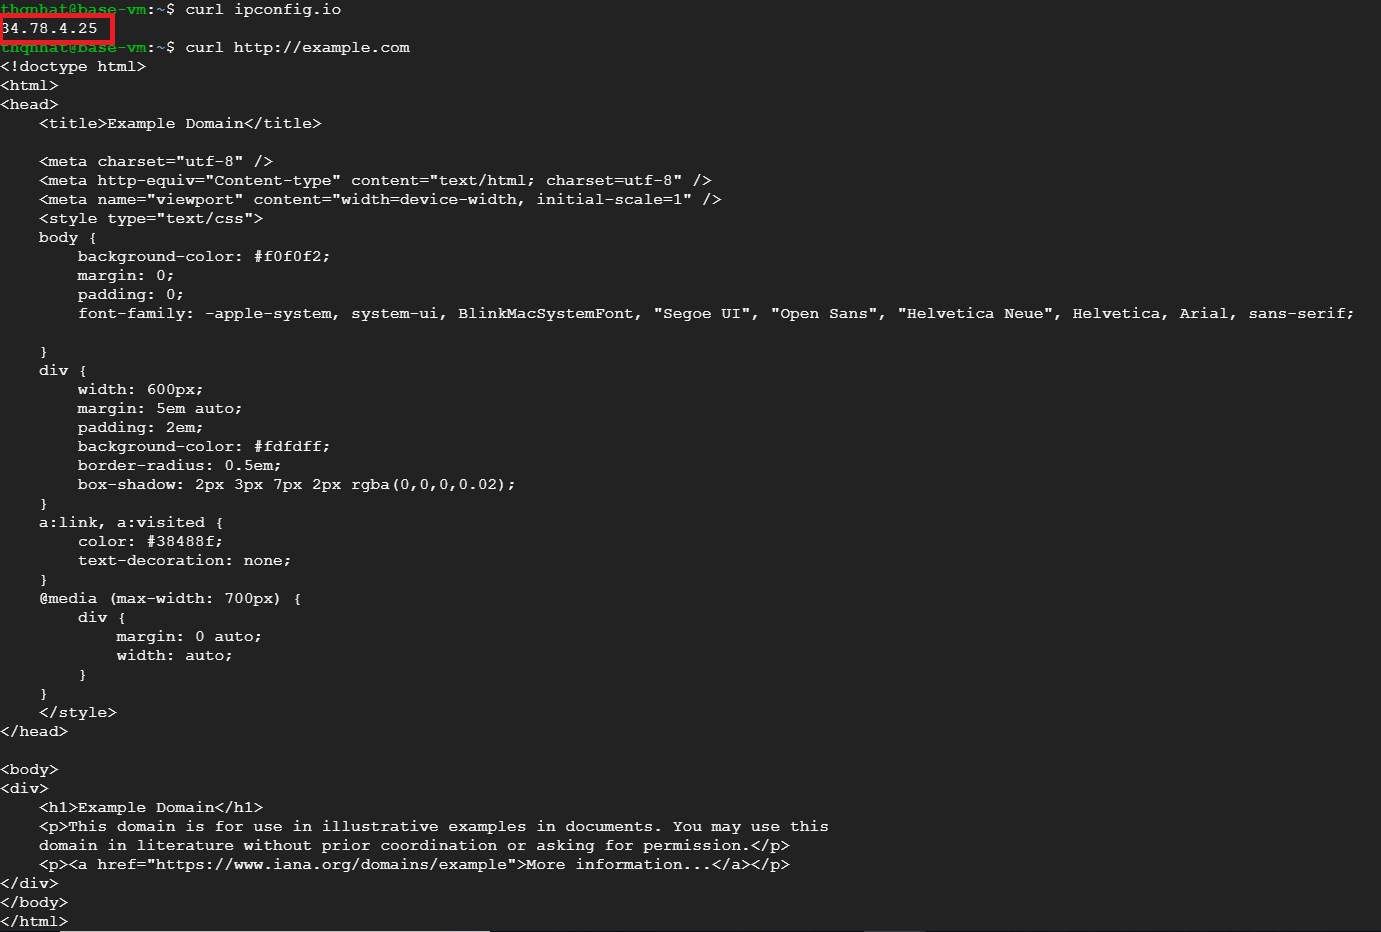 thqnhat@base-vm:~$ curl ipconfig.io
34.78.4.25
thqnhat@base-vm:~$ curl http://example.com
<!doctype html>
<html>
<head>
    <title>Example Domain</title>

    <meta charset="utf-8" />
    <meta http-equiv="Content-type" content="text/html; charset=utf-8" />
    <meta name="viewport" content="width=device-width, initial-scale=1" />
    <style type="text/css">
    body {
        background-color: #f0f0f2;
        margin: 0;
        padding: 0;
        font-family: -apple-system, system-ui, BlinkMacSystemFont, "Segoe UI", "Open Sans", "Helvetica Neue", Helvetica, Arial, sans-serif;

    }
    div {
        width: 600px;
        margin: 5em auto;
        padding: 2em;
        background-color: #fdfdff;
        border-radius: 0.5em;
        box-shadow: 2px 3px 7px 2px rgba(0,0,0,0.02);
    }
    a:link, a:visited {
        color: #38488f;
        text-decoration: none;
    }
    @media (max-width: 700px) {
        div {
            margin: 0 auto;
            width: auto;
        }
    }
    </style>
</head>

<body>
<div>
    <h1>Example Domain</h1>
    <p>This domain is for use in illustrative examples in documents. You may use this
    domain in literature without prior coordination or asking for permission.</p>
    <p><a href="https://www.iana.org/domains/example">More information...</a></p>
</div>
</body>
</html>